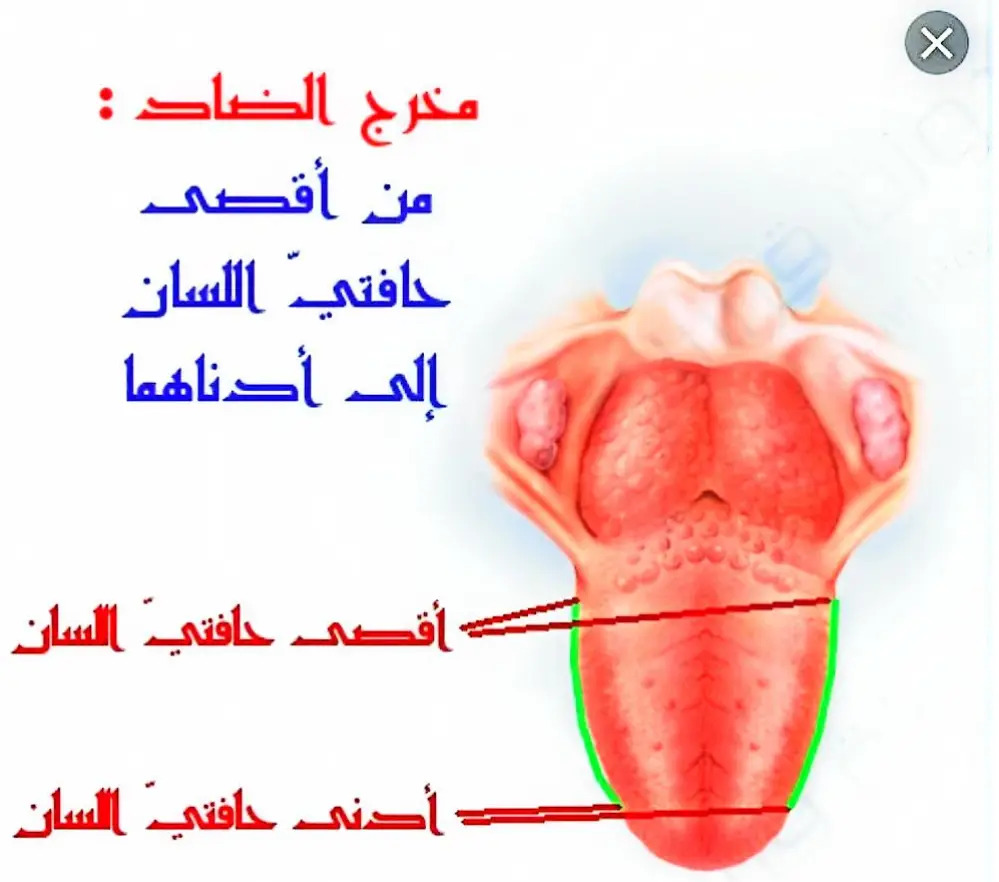 مخرج الضاد :
من أقصى
حافتيّ اللسان
إلى أدناهما
أقصى حافتيّ اللسان
أدنى حافتيّ اللسان